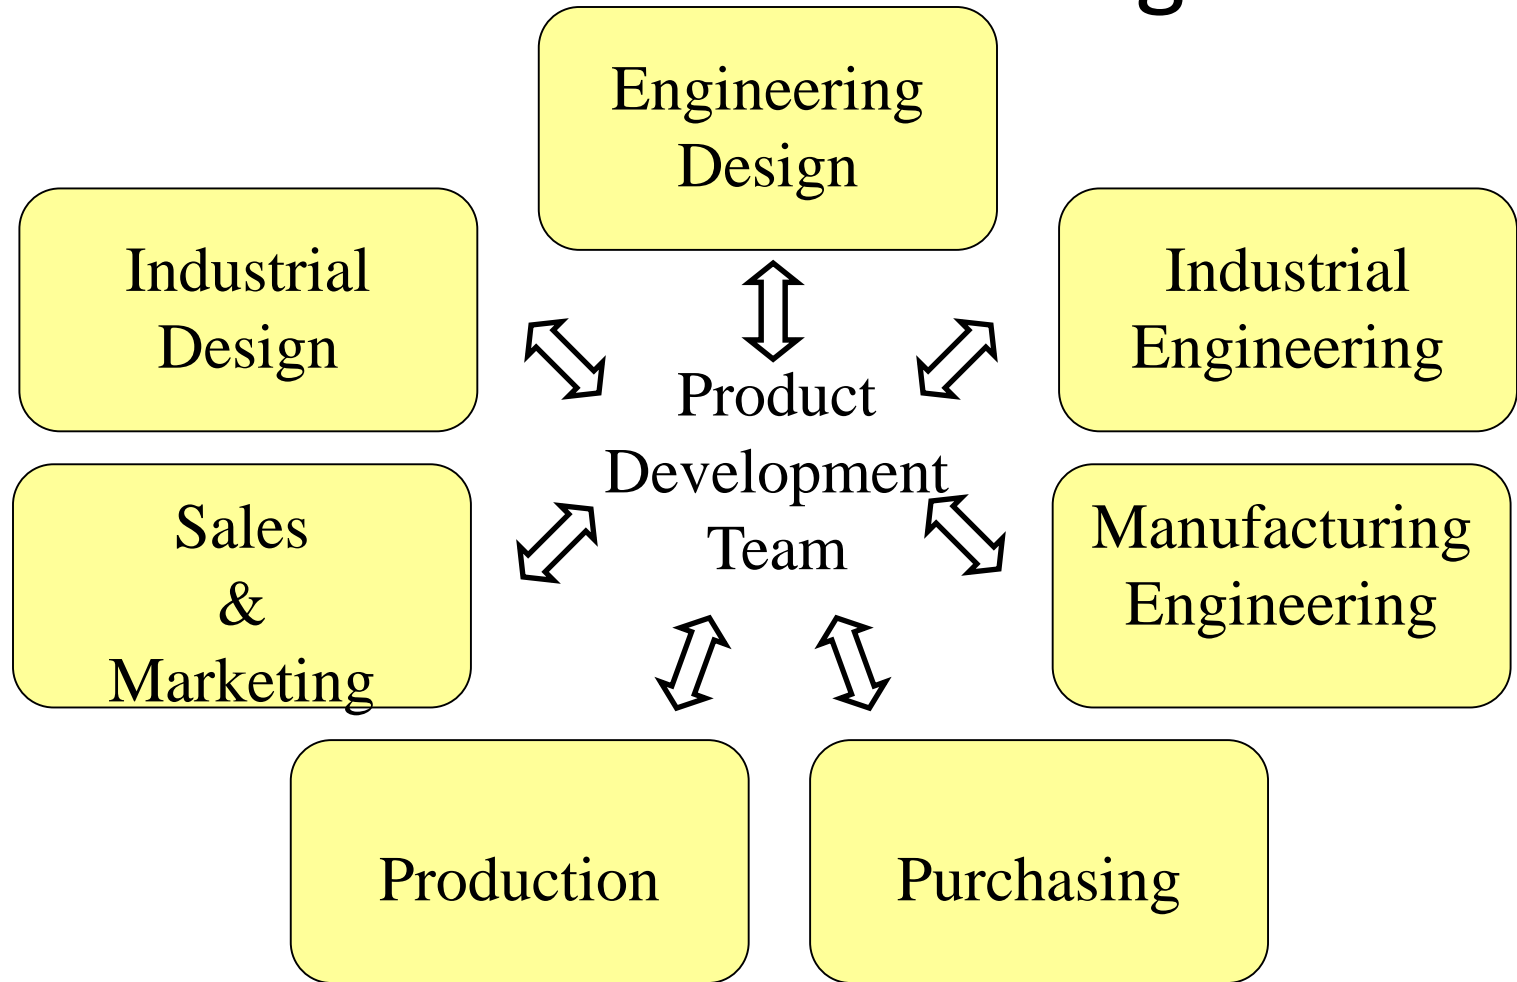 Engineering
Design
Industrial
Design
Industrial
Engineering
Product
Development
Team
Sales
&
Marketing
Manufacturing
Engineering
Production
Purchasing